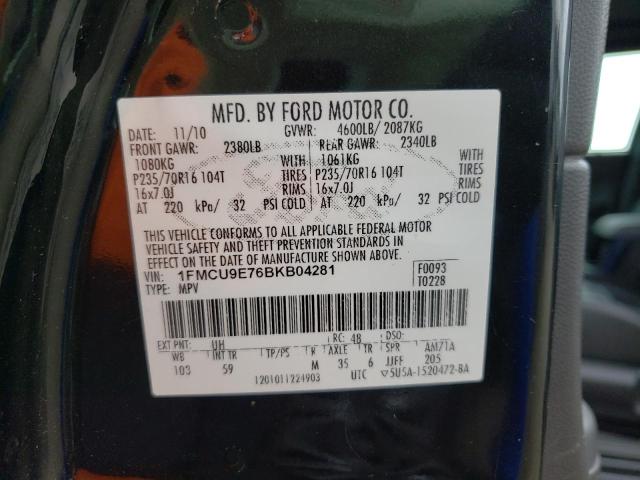 MFD. BY FORD MOTOR CO.
DATE: 11/10 GVWR: 4600LB/ 2087KG
FRONT GAWR: 2380LB REAR GAWR: 2340LB
1080KG WITH 1061KG WITH
P235/70R16 104T TIRES P235/70R16 104T TIRES
16x7.0J RIMS 16x7.0J RIMS
AT 220 kPa/ 32 PSI COLD AT 220 kPa/ 32 PSI COLD
THIS VEHICLE CONFORMS TO ALL APPLICABLE FEDERAL MOTOR
VEHICLE SAFETY AND THEFT PREVENTION STANDARDS IN
EFFECT ON THE DATE OF MANUFACTURE SHOWN ABOVE.
VIN: 1FMCU9E76BKB04281 F0093
TYPE: MPV T0228
EXT PNT: UH RC: 48 DSO:
WB INT TR TP/PS R AXLE TR SPR AM/1A
103 59 M 35 6 JJFF 205
1201011224903 UTC 5U5A-1520472-BA